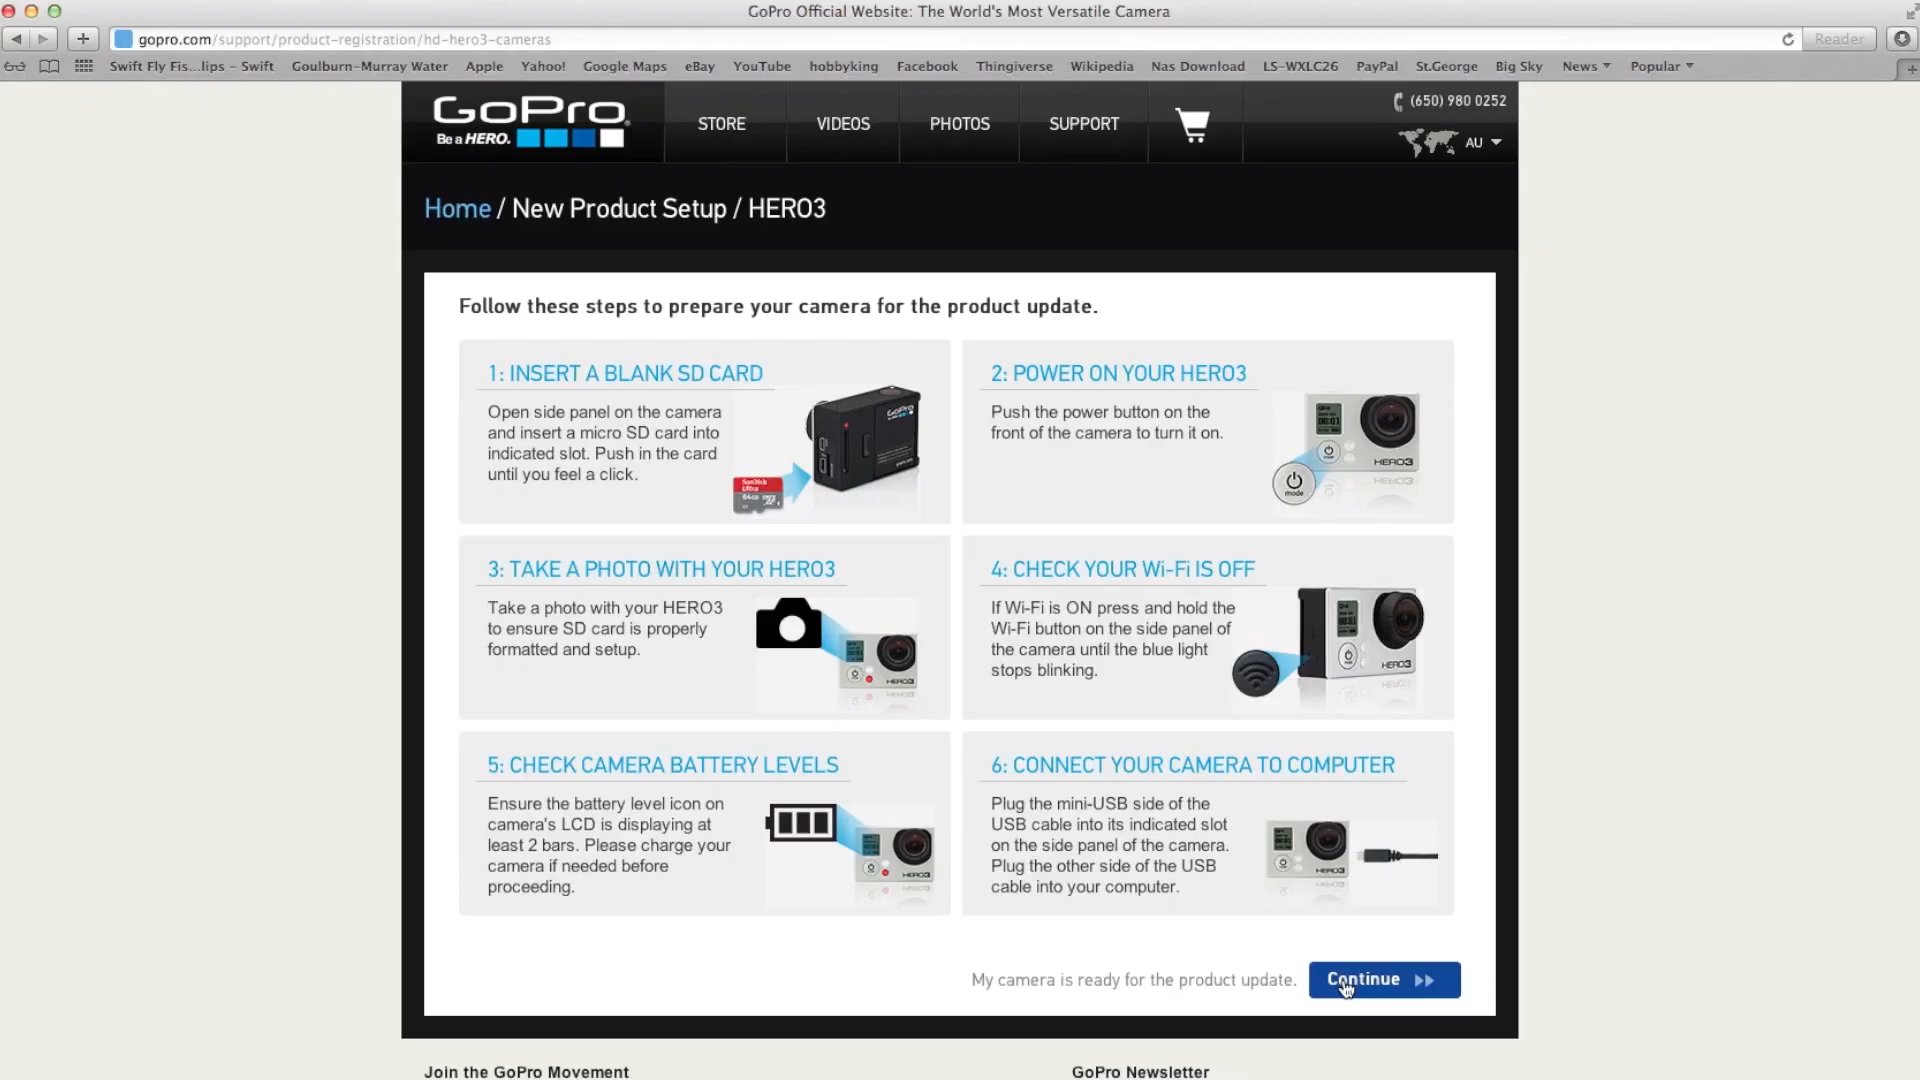 GoPro Official Website: The World's Most Versatile Camera
gopro.com/support/product-registration/hd-hero3-cameras
Reader
Swift Fly Fis...lips – Swift Goulburn-Murray Water Apple Yahoo! Google Maps eBay YouTube hobbyking Facebook Thingiverse Wikipedia Nas Download LS-WXLC26 PayPal St.George Big Sky News Popular
GoPro
Be a HERO.
STORE VIDEOS PHOTOS SUPPORT
(650) 980 0252
AU
Home / New Product Setup / HERO3
Follow these steps to prepare your camera for the product update.
1: INSERT A BLANK SD CARD
Open side panel on the camera
and insert a micro SD card into
indicated slot. Push in the card
until you feel a click.
GoPro
SanDisk
Ultra
64GB
2: POWER ON YOUR HERO3
Push the power button on the
front of the camera to turn it on.
mode
HERO3
3: TAKE A PHOTO WITH YOUR HERO3
Take a photo with your HERO3
to ensure SD card is properly
formatted and setup.
HERO3
4: CHECK YOUR Wi-Fi IS OFF
If Wi-Fi is ON press and hold the
Wi-Fi button on the side panel of
the camera until the blue light
stops blinking.
HERO3
5: CHECK CAMERA BATTERY LEVELS
Ensure the battery level icon on
camera's LCD is displaying at
least 2 bars. Please charge your
camera if needed before
proceeding.
HERO3
6: CONNECT YOUR CAMERA TO COMPUTER
Plug the mini-USB side of the
USB cable into its indicated slot
on the side panel of the camera.
Plug the other side of the USB
cable into your computer.
HERO3
My camera is ready for the product update.
Continue
Join the GoPro Movement
GoPro Newsletter